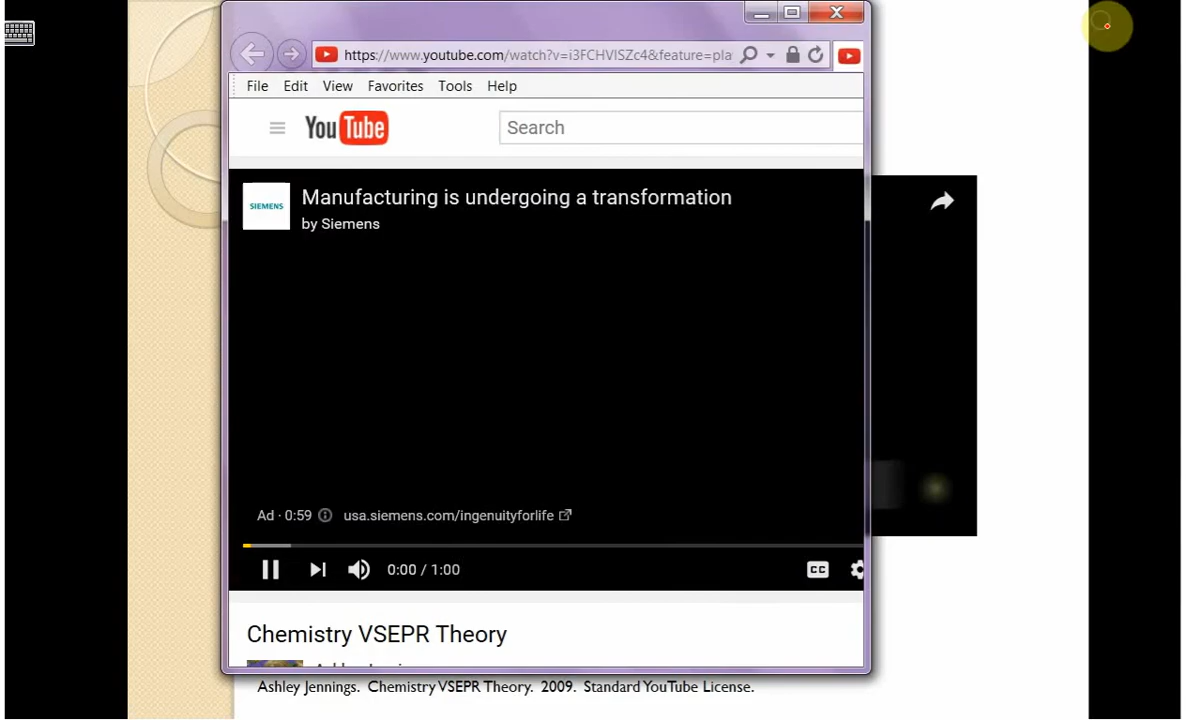 https://www.youtube.com/watch?v=i3FCHVlSZc4&feature=pla
File Edit View Favorites Tools Help
YouTube
Search
SIEMENS
Manufacturing is undergoing a transformation
by Siemens
Ad · 0:59 usa.siemens.com/ingenuityforlife
0:00 / 1:00
CC
Chemistry VSEPR Theory
Ashley Jennings. Chemistry VSEPR Theory. 2009. Standard YouTube License.